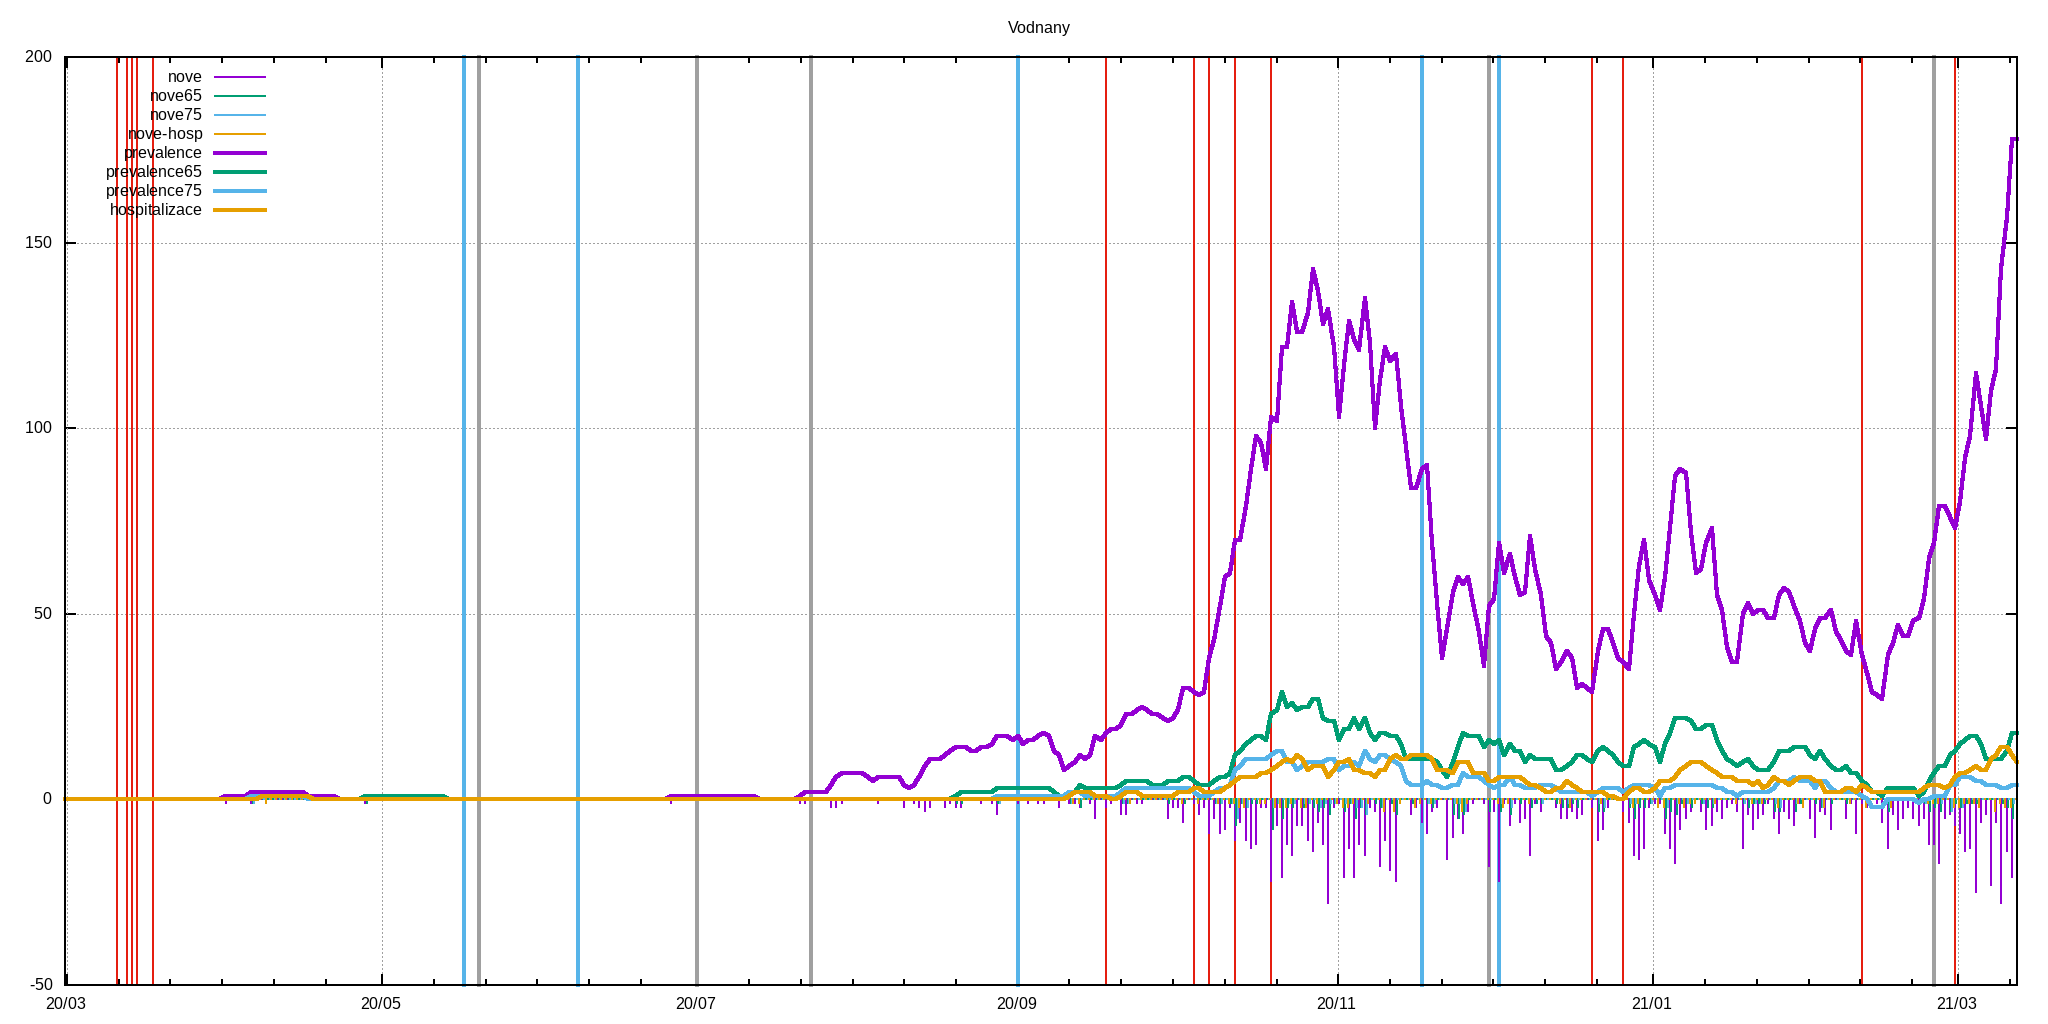 Vodnany
200
150
100
50
0
-50
nove
nove65
nove75
nove-hosp
prevalence
prevalence65
prevalence75
hospitalizace
20/03 20/05 20/07 20/09 20/11 21/01 21/03